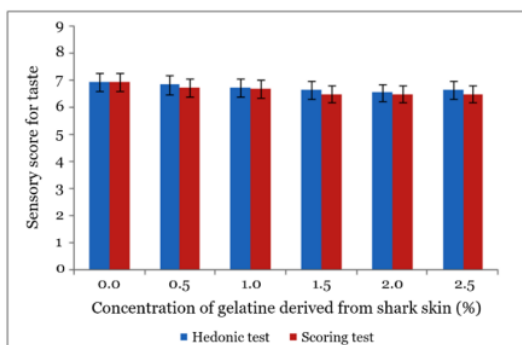 9
8
7
6
5
4
3
2
1
0
Sensory score for taste
0.0 0.5 1.0 1.5 2.0 2.5
Concentration of gelatine derived from shark skin (%)
Hedonic test Scoring test